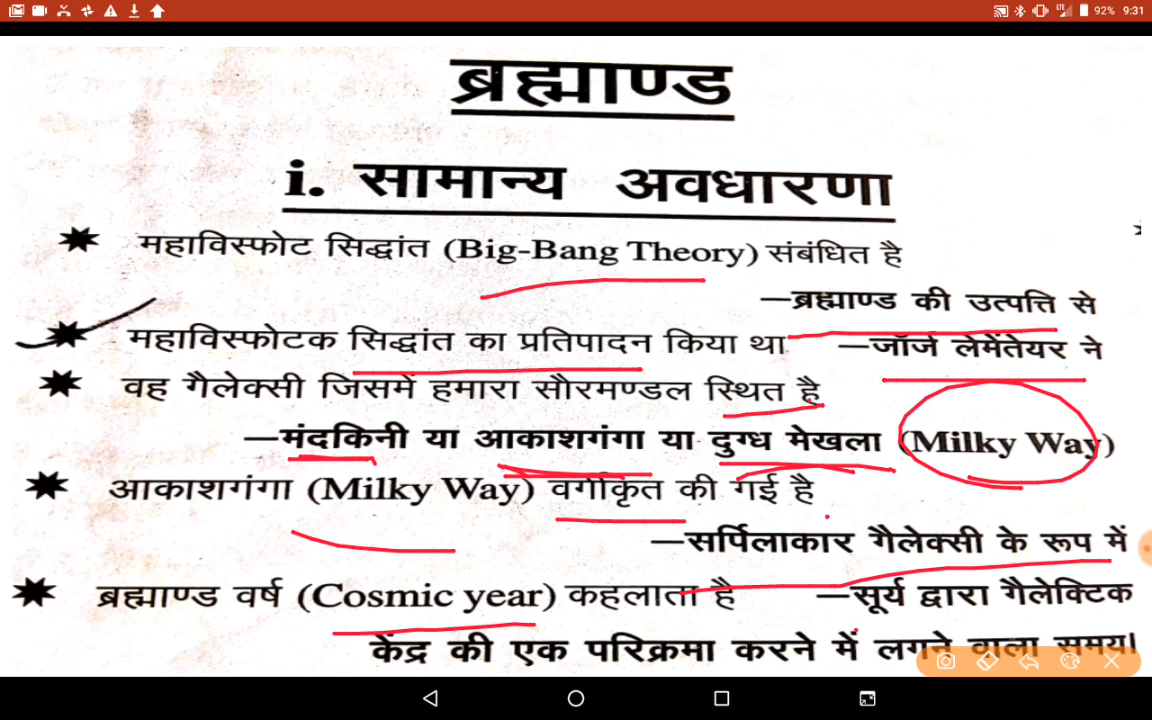 92% 9:31
ब्रह्माण्ड
i. सामान्य अवधारणा
महाविस्फोट सिद्धांत (Big-Bang Theory) संबंधित है
—ब्रह्माण्ड की उत्पत्ति से
महाविस्फोटक सिद्धांत का प्रतिपादन किया था —जॉर्ज लेमेंतेयर ने
वह गैलेक्सी जिसमें हमारा सौरमण्डल स्थित है
—मंदकिनी या आकाशगंगा या दुग्ध मेखला (Milky Way)
आकाशगंगा (Milky Way) वर्गीकृत की गई है
—सर्पिलाकार गैलेक्सी के रूप में
ब्रह्माण्ड वर्ष (Cosmic year) कहलाता है —सूर्य द्वारा गैलेक्टिक
केंद्र की एक परिक्रमा करने में लगने वाला समय।